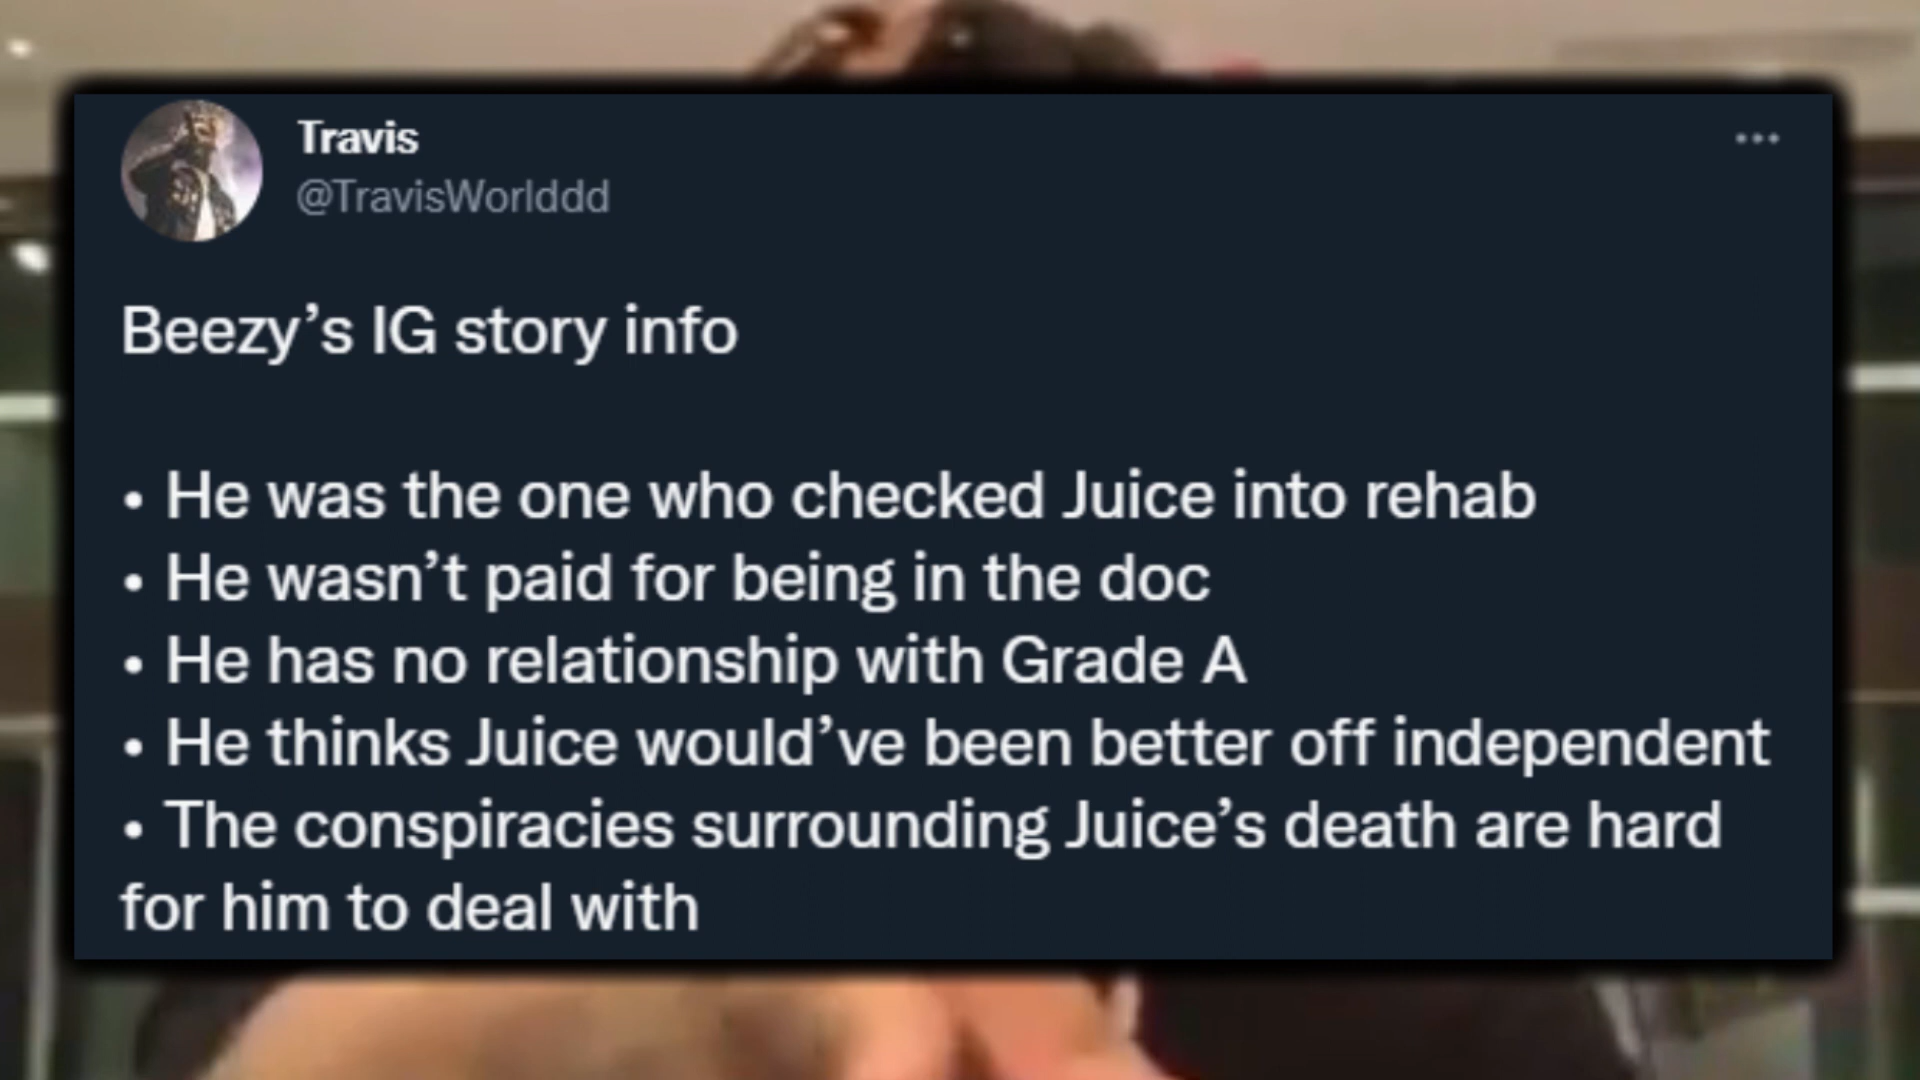 Travis
@TravisWorlddd
Beezy’s IG story info
• He was the one who checked Juice into rehab
• He wasn’t paid for being in the doc
• He has no relationship with Grade A
• He thinks Juice would’ve been better off independent
• The conspiracies surrounding Juice’s death are hard
for him to deal with